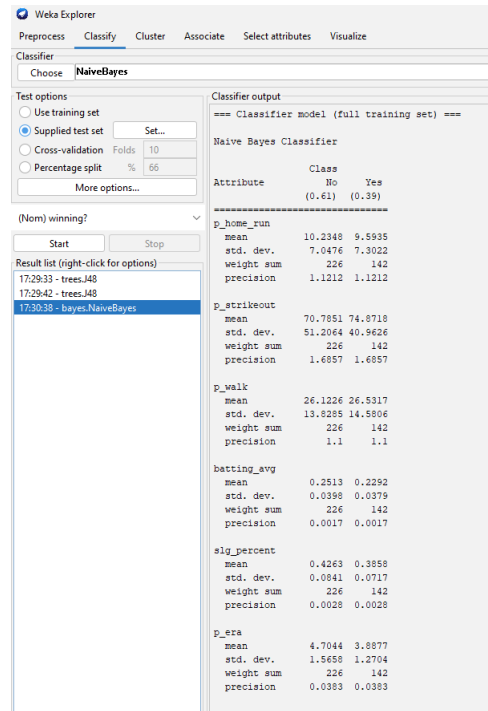 Weka Explorer
Preprocess Classify Cluster Associate Select attributes Visualize
Classifier
Choose NaiveBayes
Test options
Use training set
Supplied test set Set...
Cross-validation Folds 10
Percentage split % 66
More options...
(Nom) winning?
Start Stop
Result list (right-click for options)
17:29:33 - trees.J48
17:29:42 - trees.J48
17:30:38 - bayes.NaiveBayes
Classifier output
=== Classifier model (full training set) ===
Naive Bayes Classifier
Class
Attribute No Yes
(0.61) (0.39)
================================
p_home_run
mean 10.2348 9.5935
std. dev. 7.0476 7.3022
weight sum 226 142
precision 1.1212 1.1212
p_strikeout
mean 70.7851 74.8718
std. dev. 51.2064 40.9626
weight sum 226 142
precision 1.6857 1.6857
p_walk
mean 26.1226 26.5317
std. dev. 13.8285 14.5806
weight sum 226 142
precision 1.1 1.1
batting_avg
mean 0.2513 0.2292
std. dev. 0.0398 0.0379
weight sum 226 142
precision 0.0017 0.0017
slg_percent
mean 0.4263 0.3858
std. dev. 0.0841 0.0717
weight sum 226 142
precision 0.0028 0.0028
p_era
mean 4.7044 3.8877
std. dev. 1.5658 1.2704
weight sum 226 142
precision 0.0383 0.0383